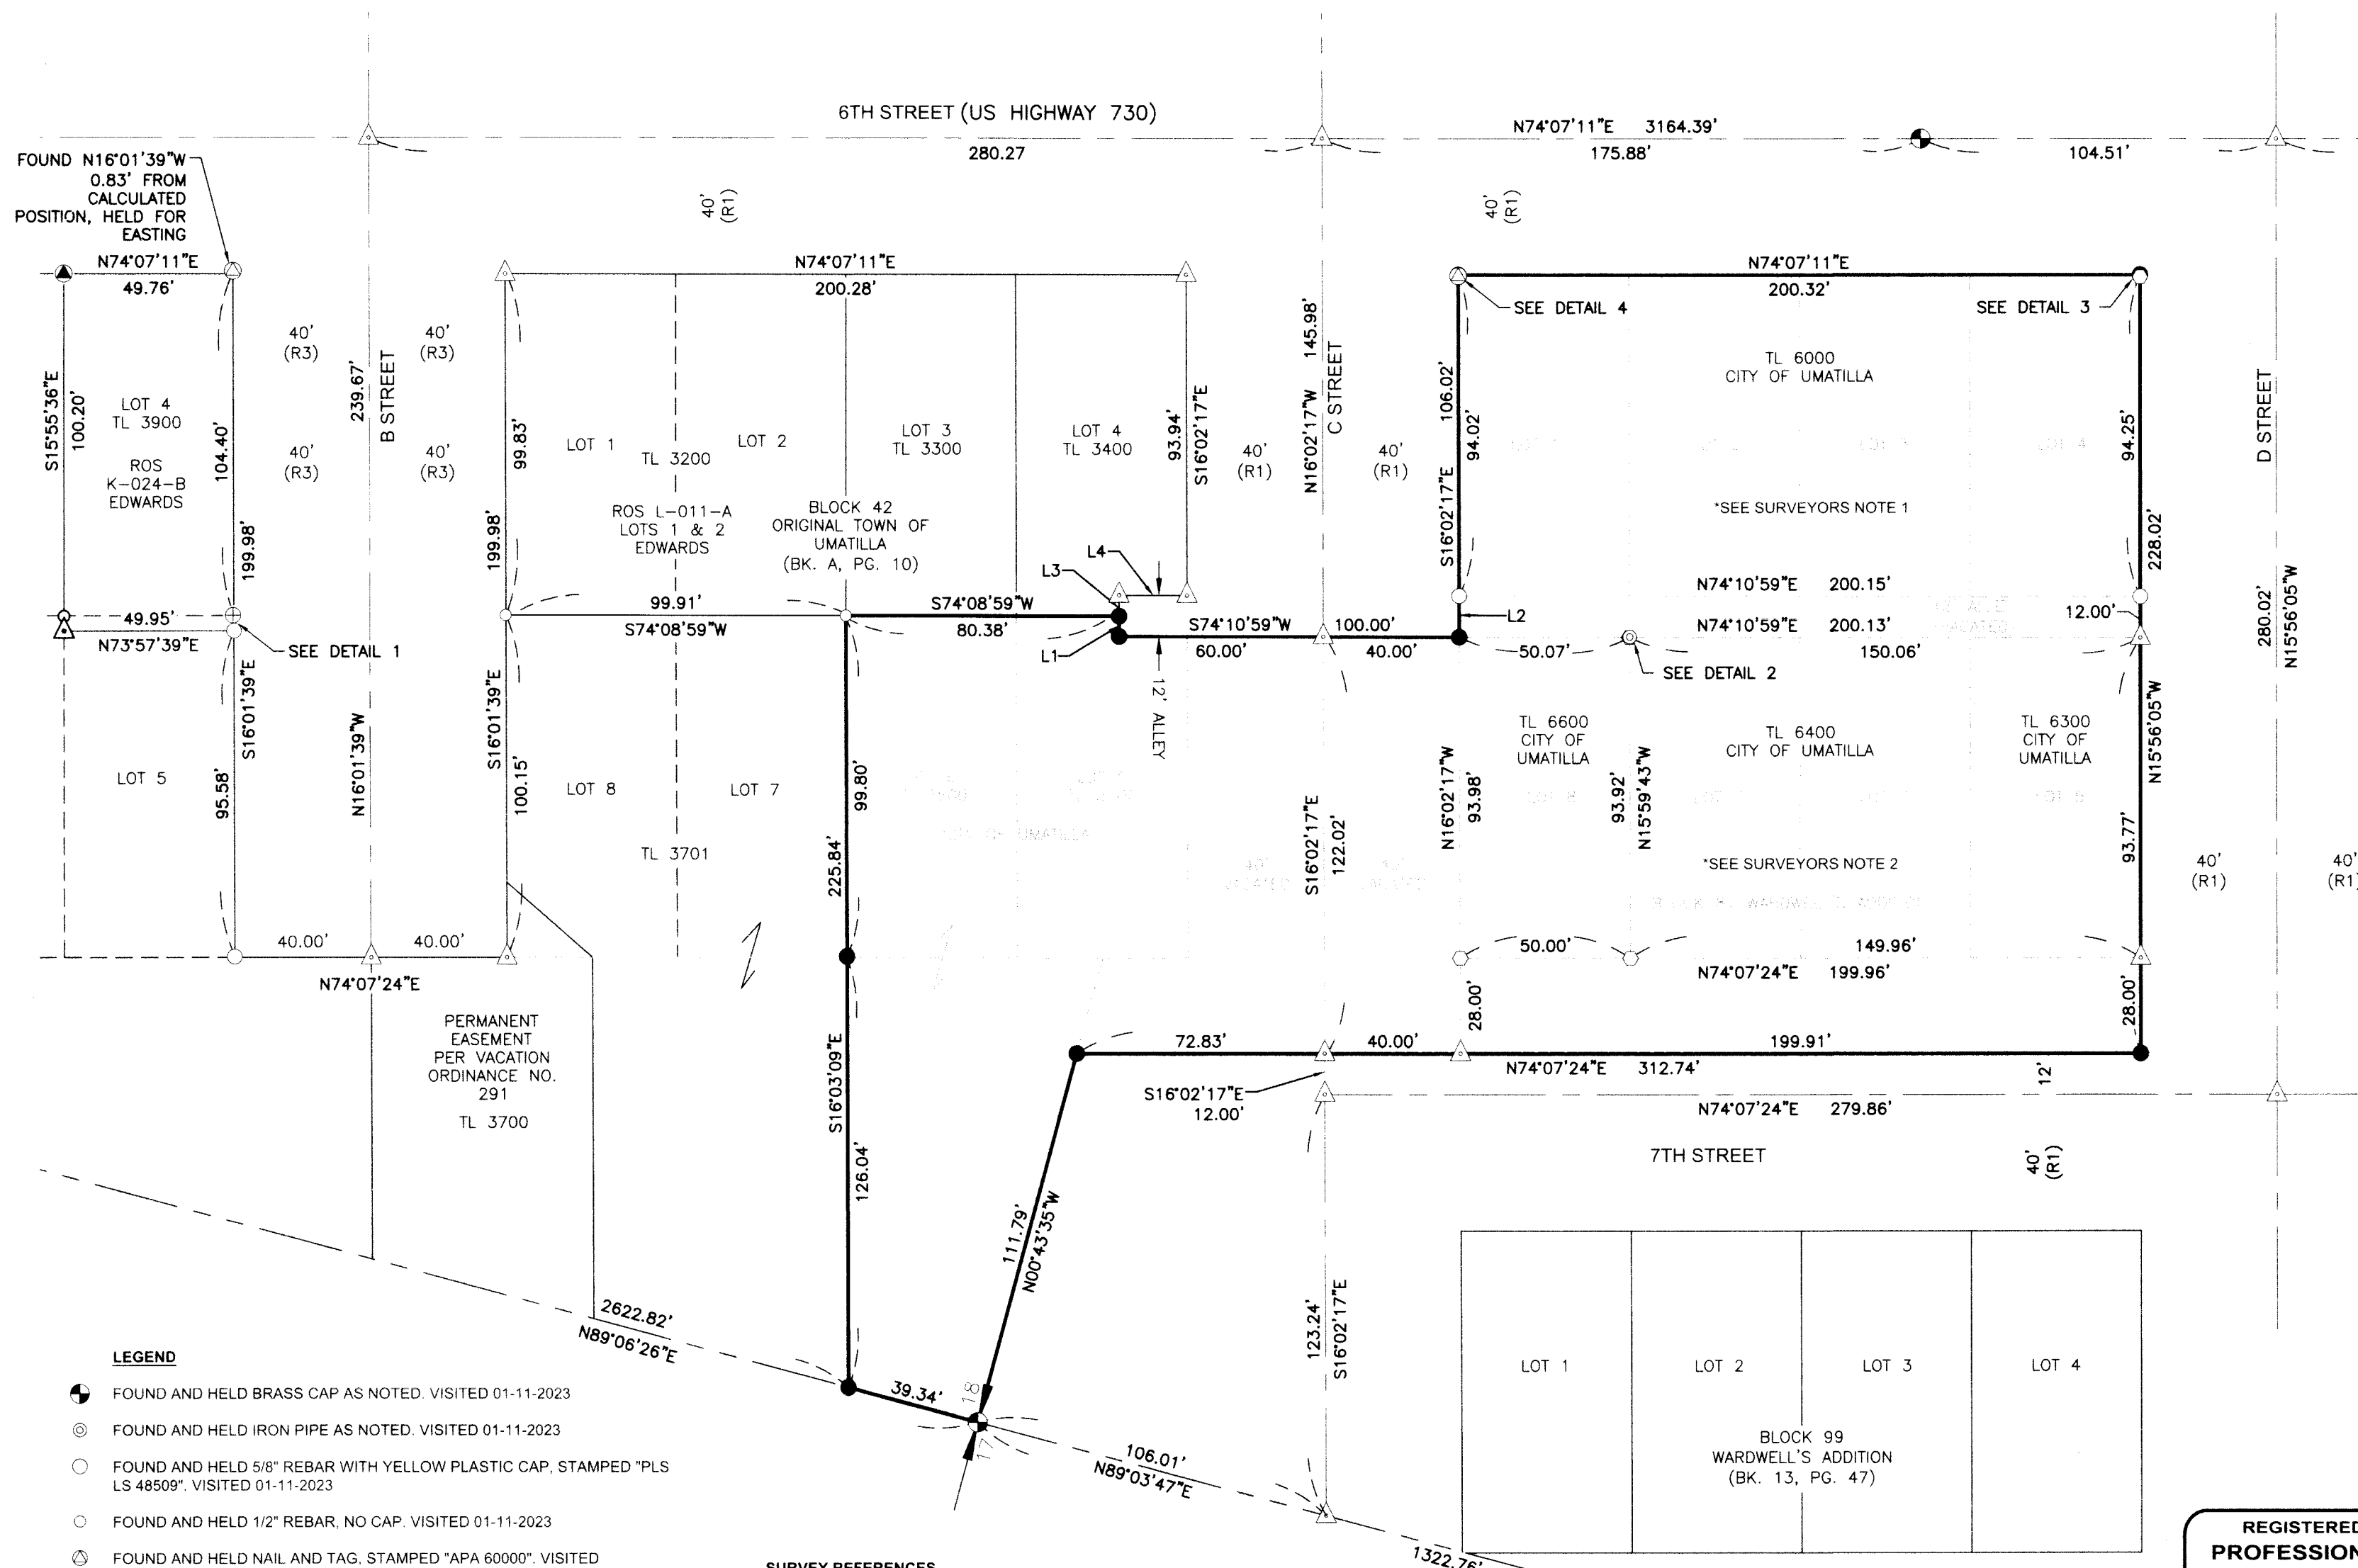 6TH STREET (US HIGHWAY 730)
280.27
N74°07'11"E 3164.39'
175.88'
104.51'
FOUND N16°01'39"W
0.83' FROM
CALCULATED
POSITION, HELD FOR
EASTING
40'
(R1)
40'
(R1)
N74°07'11"E
49.76'
N74°07'11"E
200.28'
N74°07'11"E
200.32'
SEE DETAIL 4
SEE DETAIL 3
40'
(R3)
40'
(R3)
40'
(R3)
40'
(R3)
239.67'
B STREET
S15°55'36"E
100.20'
LOT 4
TL 3900
ROS
K-024-B
EDWARDS
104.40'
199.98'
99.83'
199.98'
LOT 1
TL 3200
LOT 2
LOT 3
TL 3300
LOT 4
TL 3400
ROS L-011-A
LOTS 1 & 2
EDWARDS
BLOCK 42
ORIGINAL TOWN OF
UMATILLA
(BK. A, PG. 10)
93.94'
S16°02'17"E
40'
(R1)
N16°02'17"W 145.98'
C STREET
40'
(R1)
106.02'
94.02'
S16°02'17"E
TL 6000
CITY OF UMATILLA
LOT 4
*SEE SURVEYORS NOTE 1
94.25'
228.02'
D STREET
280.02'
N15°56'05"W
L4
L3
L1
L2
N74°10'59"E 200.15'
12.00'
N74°10'59"E 200.13'
49.95'
N73°57'39"E
SEE DETAIL 1
99.91'
S74°08'59"W
S74°08'59"W
80.38'
S74°10'59"W 100.00'
60.00'
40.00'
50.07'
150.06'
SEE DETAIL 2
12' ALLEY
LOT 5
S16°01'39"E
95.58'
N16°01'39"W
S16°01'39"E
100.15'
LOT 8
LOT 7
TL 3701
99.80'
225.84'
OF UMATILLA
S16°02'17"E
122.02'
N16°02'17"W
93.98'
TL 6600
CITY OF
UMATILLA
93.92'
N15°59'43"W
TL 6400
CITY OF UMATILLA
TL 6300
CITY OF
UMATILLA
N15°56'05"W
93.77'
*SEE SURVEYORS NOTE 2
40'
(R1)
40'
(R1)
40.00'
40.00'
N74°07'24"E
50.00'
149.96'
N74°07'24"E 199.96'
28.00'
28.00'
PERMANENT
EASEMENT
PER VACATION
ORDINANCE NO.
291
TL 3700
S16°03'09"E
126.04'
72.83'
40.00'
199.91'
N74°07'24"E 312.74'
12'
S16°02'17"E
12.00'
N74°07'24"E 279.86'
7TH STREET
40'
(R1)
111.79'
N00°43'35"W
123.24'
S16°02'17"E
2622.82'
N89°06'26"E
39.34'
18
17
106.01'
N89°03'47"E
1322.76'
LOT 1
LOT 2
LOT 3
LOT 4
BLOCK 99
WARDWELL'S ADDITION
(BK. 13, PG. 47)
LEGEND
FOUND AND HELD BRASS CAP AS NOTED. VISITED 01-11-2023
FOUND AND HELD IRON PIPE AS NOTED. VISITED 01-11-2023
FOUND AND HELD 5/8" REBAR WITH YELLOW PLASTIC CAP, STAMPED "PLS
LS 48509". VISITED 01-11-2023
FOUND AND HELD 1/2" REBAR, NO CAP. VISITED 01-11-2023
FOUND AND HELD NAIL AND TAG, STAMPED "APA 60000". VISITED
SURVEY REFERENCES
REGISTERED
PROFESSION